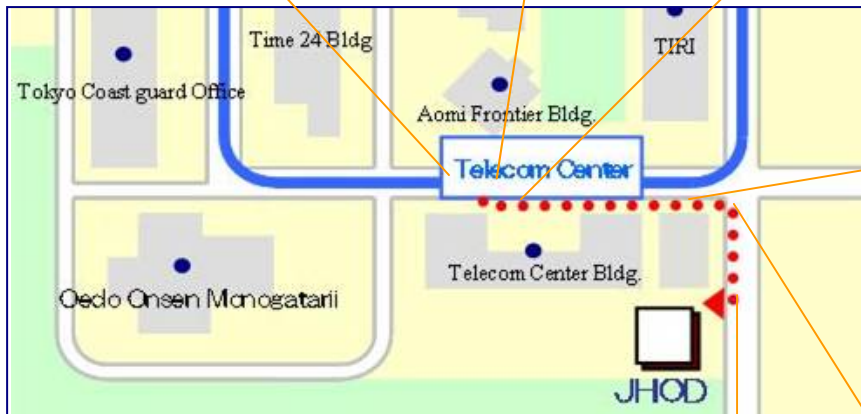 Time 24 Bldg
TIRI
Tokyo Coast guard Office
Aomi Frontier Bldg.
Telecom Center
Telecom Center Bldg.
Oedo Onsen Monogatarii
JHOD